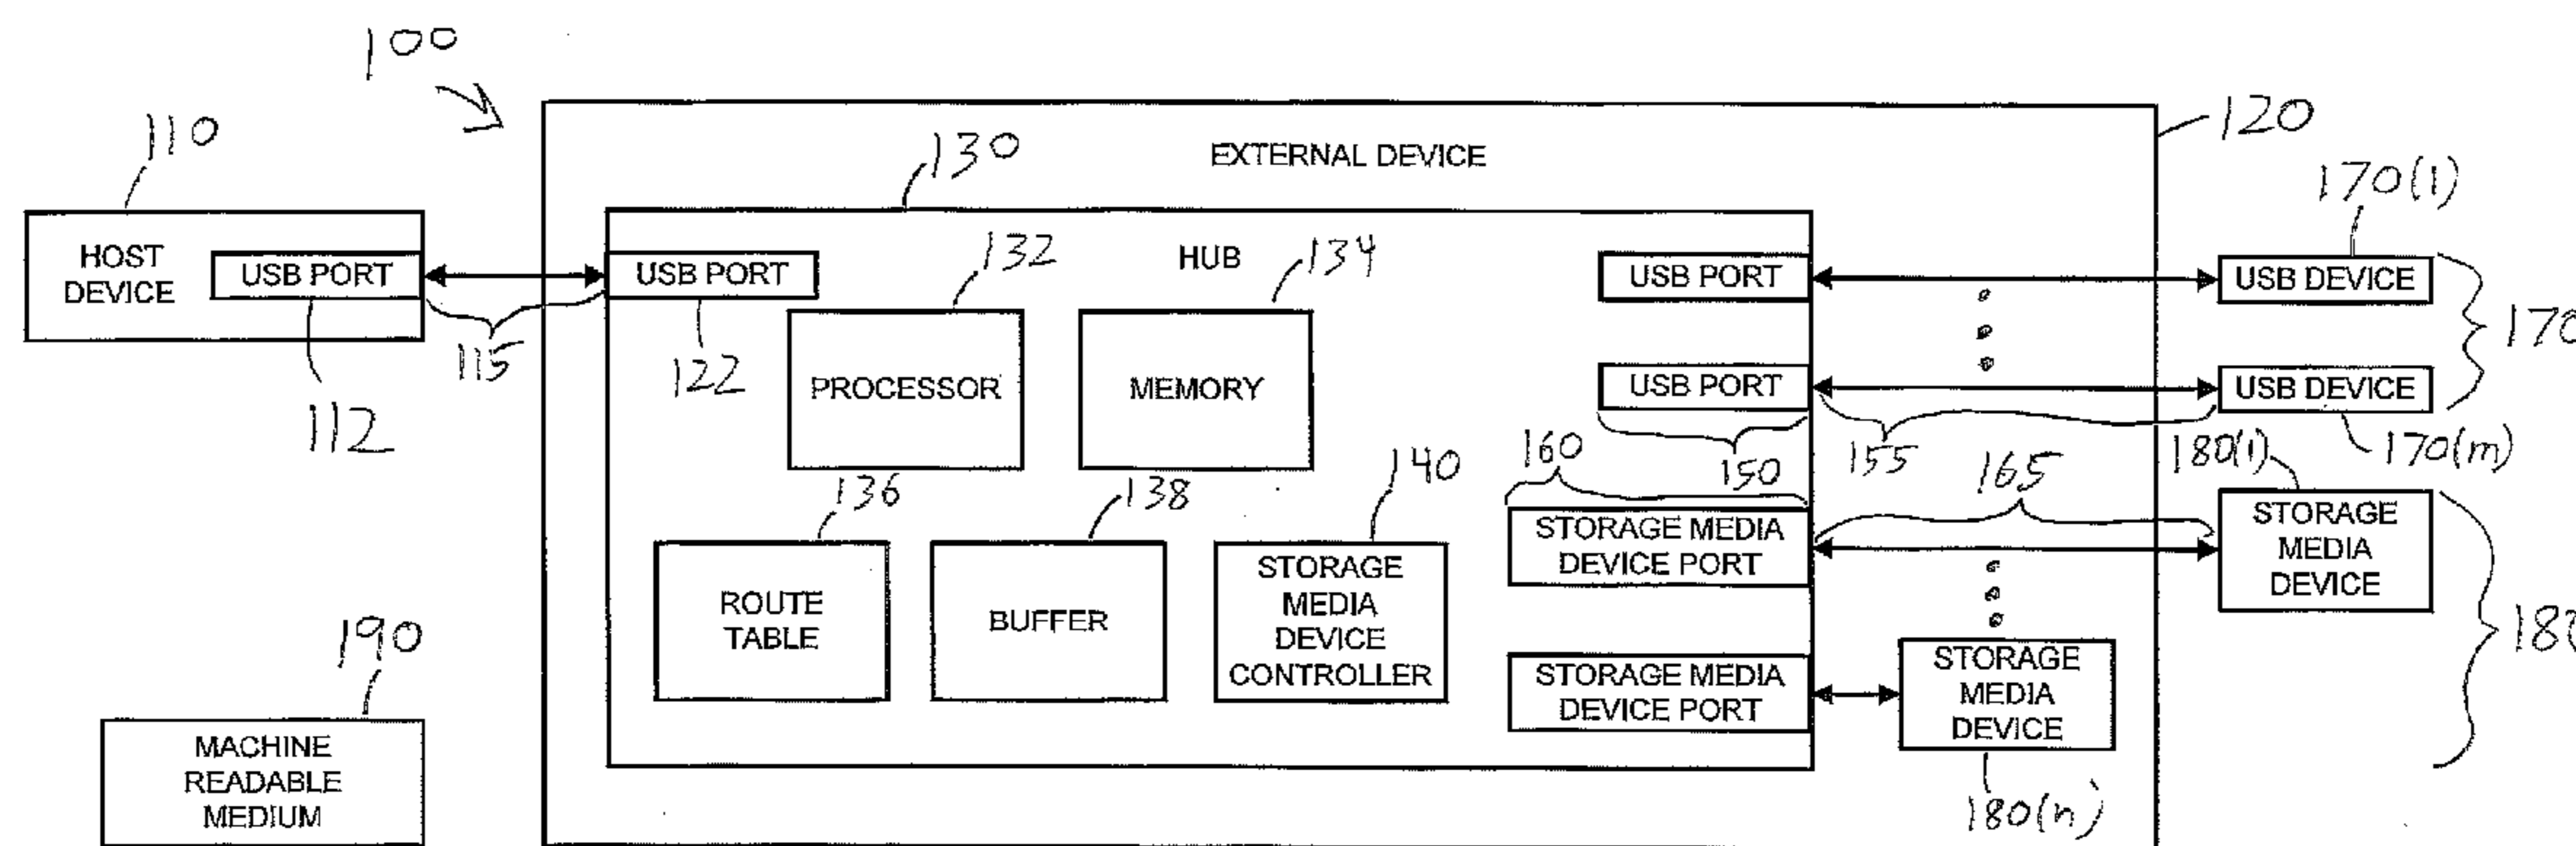 100
110
130
EXTERNAL DEVICE
120
170(1)
HOST
DEVICE
USB PORT
USB PORT
132
HUB
134
USB PORT
USB DEVICE
115
112
122
PROCESSOR
MEMORY
USB PORT
USB DEVICE
170
150
155
170(m)
136
138
140
160
165
180(1)
ROUTE
TABLE
BUFFER
STORAGE
MEDIA
DEVICE
CONTROLLER
STORAGE MEDIA
DEVICE PORT
STORAGE
MEDIA
DEVICE
180
190
STORAGE MEDIA
DEVICE PORT
STORAGE
MEDIA
DEVICE
180(n)
MACHINE
READABLE
MEDIUM